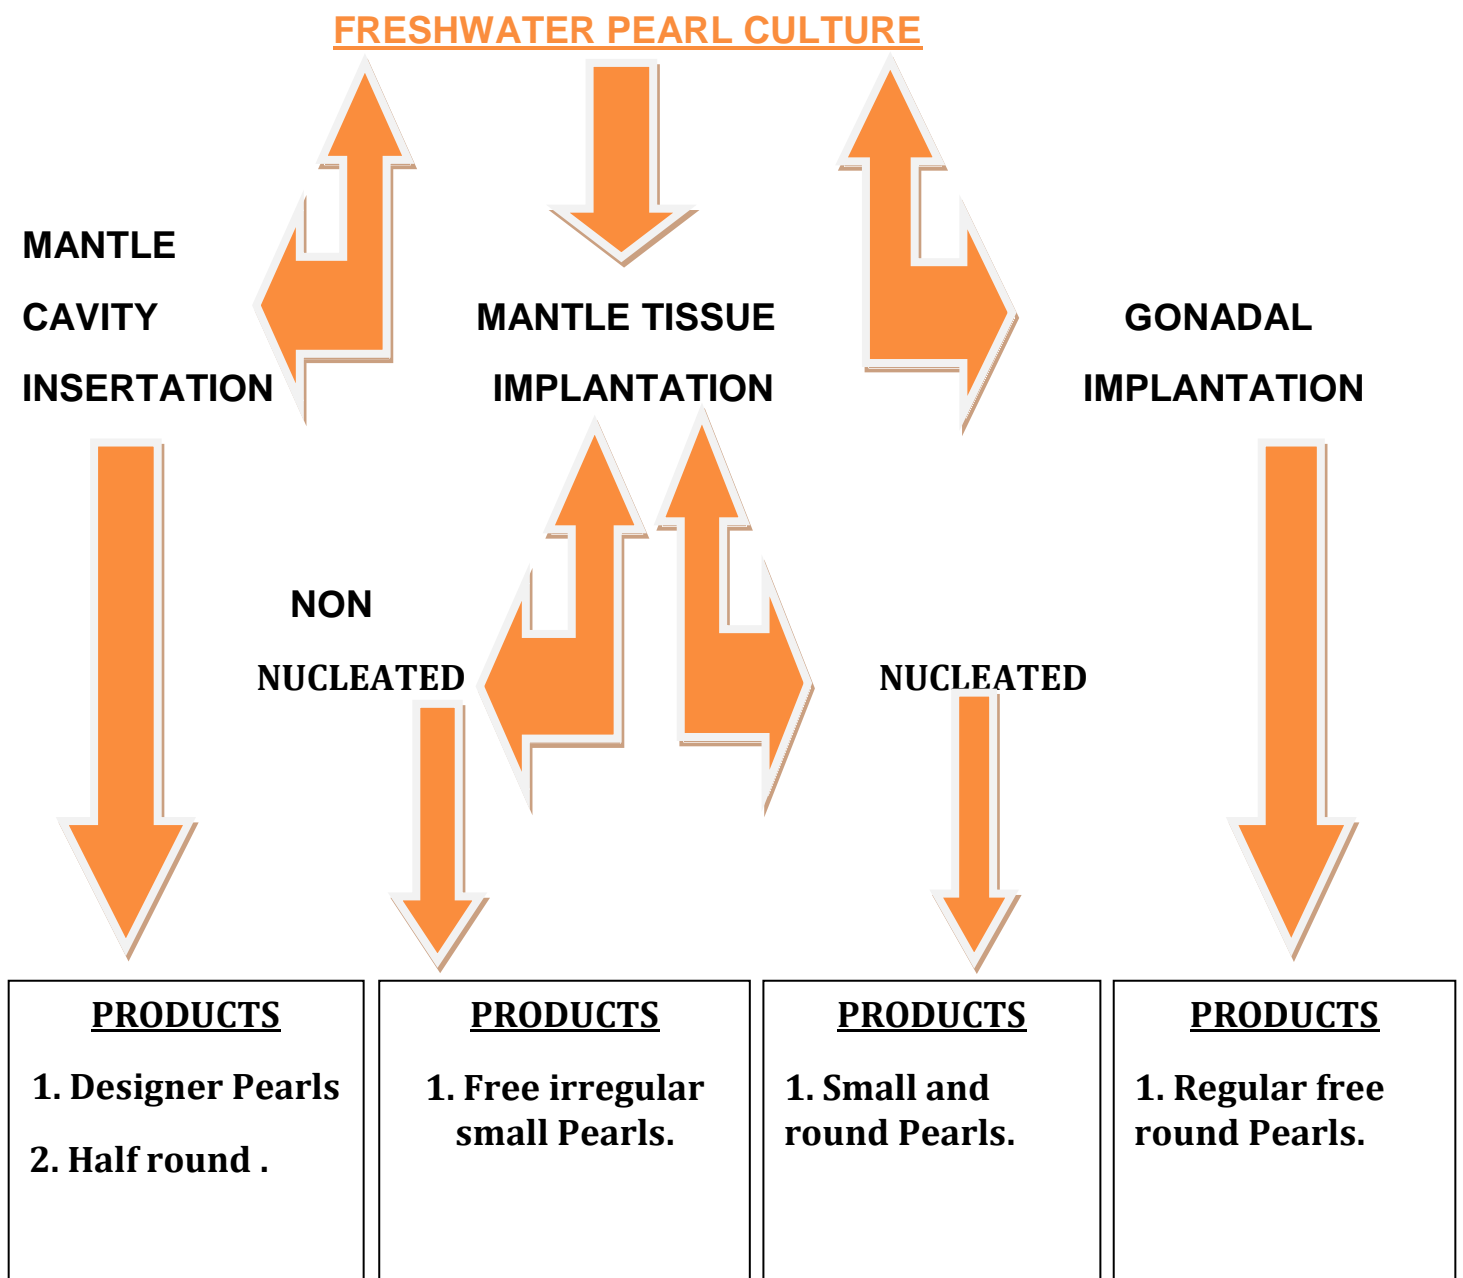 FRESHWATER PEARL CULTURE
MANTLE
CAVITY
INSERTATION
MANTLE TISSUE
IMPLANTATION
GONADAL
IMPLANTATION
NON
NUCLEATED
NUCLEATED
PRODUCTS
1. Designer Pearls
2. Half round .
PRODUCTS
1. Free irregular
small Pearls.
PRODUCTS
1. Small and
round Pearls.
PRODUCTS
1. Regular free
round Pearls.